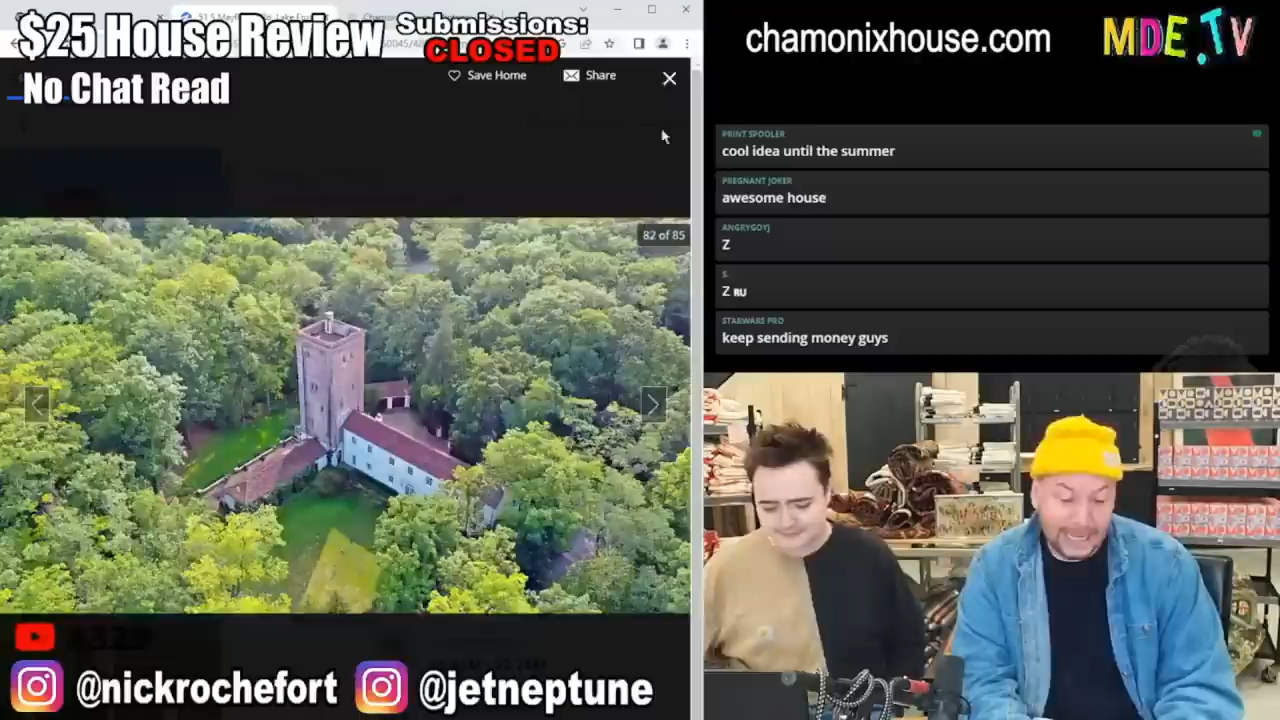 $25 House Review
Submissions:
CLOSED
No Chat Read
Save Home
Share
82 of 85
@nickrochefort
@jetneptune
chamonixhouse.com
MDE.TV
PRINT SPOOLER
cool idea until the summer
PREGNANT JOKER
awesome house
ANGRYGOYJ
Z
S.
Z RU
STARWARS PRO
keep sending money guys